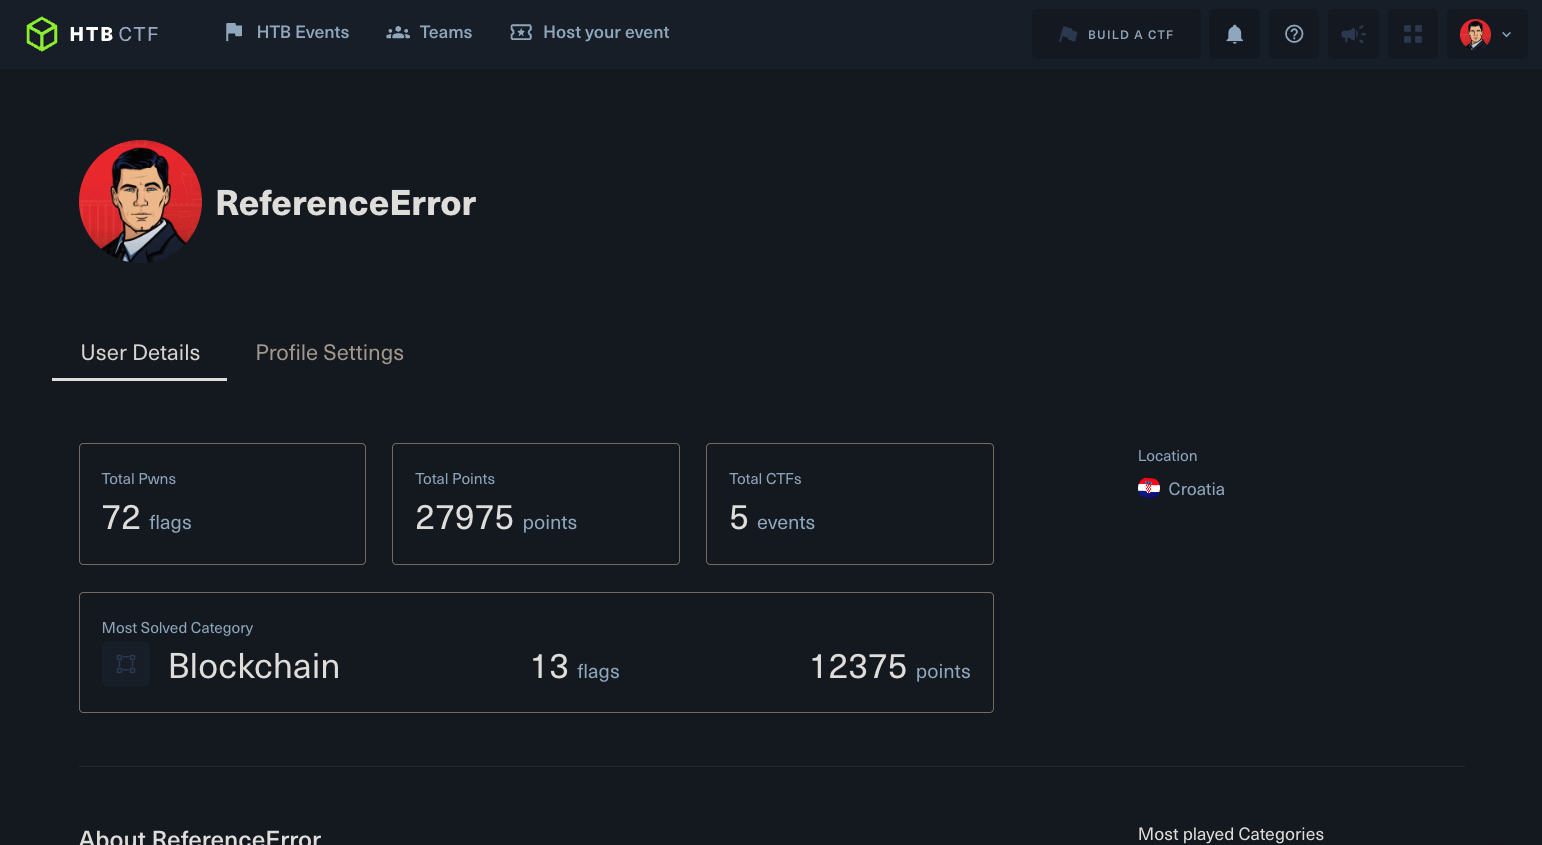 HTB CTF
HTB Events
Teams
Host your event
BUILD A CTF
ReferenceError
User Details
Profile Settings
Total Pwns
72 flags
Total Points
27975 points
Total CTFs
5 events
Location
Croatia
Most Solved Category
Blockchain
13 flags
12375 points
About ReferenceError
Most played Categories